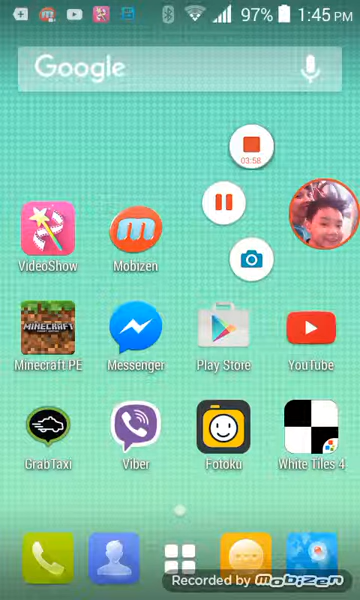 97% 1:45 PM
Google
03:58
VideoShow Mobizen
MINECRAFT
Minecraft PE Messenger Play Store YouTube
GrabTaxi Viber Fotoku White Tiles 4
Recorded by mobizen